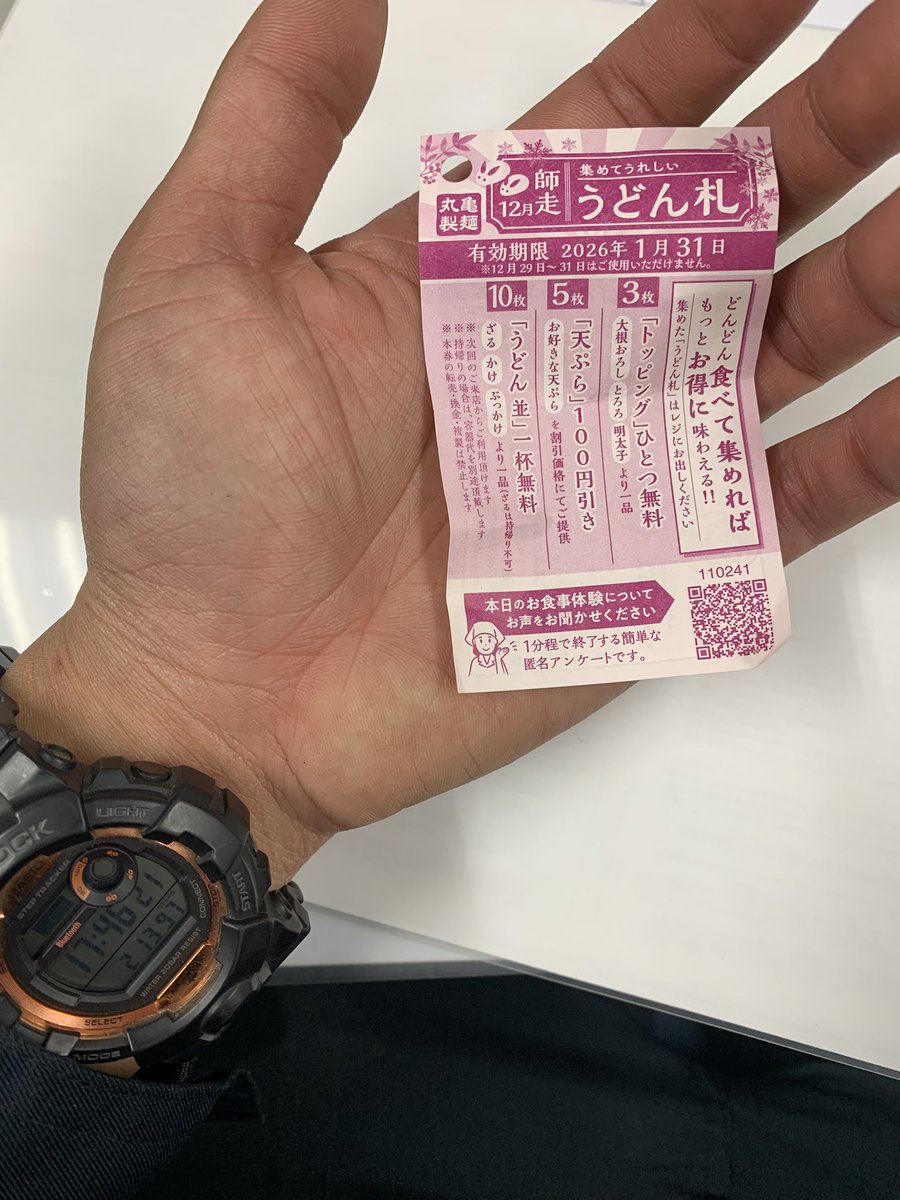 丸亀製麺
師走
12月
集めてうれしい
うどん札
有効期限 2026年1月31日
※12月29日〜31日はご使用いただけません。
どんどん食べて集めれば
もっとお得に味わえる!!
集めた「うどん札」はレジにお出しください
3枚
「トッピング」ひとつ無料
大根おろし とろろ 明太子 より一品
5枚
「天ぷら」100円引き
お好きな天ぷら を割引価格にてご提供
10枚
「うどん 並」一杯無料
ざる かけ ぶっかけ より一品(ざるは持帰り不可)
※次回のご来店からご利用頂けます
※持帰りの場合は、容器代を別途頂戴します
※本券の転売・換金・複製は禁止します
110241
本日のお食事体験について
お声をお聞かせください
1分程で終了する簡単な
匿名アンケートです。
LIGHT
OCK
STEP TRACKER
START
CONNECT
Bluetooth
17:46 21
21397
WATER 20BAR RESIST
SELECT
MODE